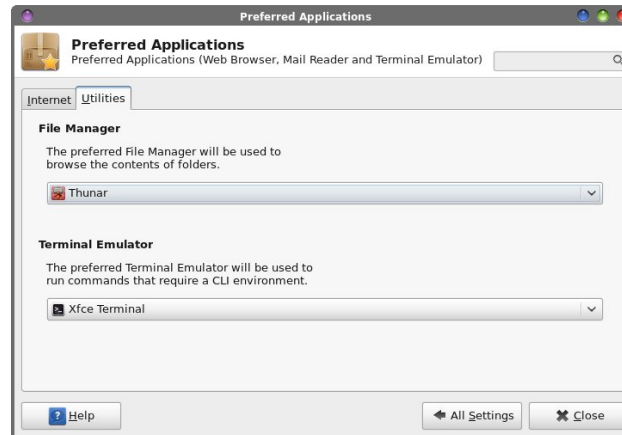 Preferred Applications
Preferred Applications
Preferred Applications (Web Browser, Mail Reader and Terminal Emulator)
Internet Utilities
File Manager
The preferred File Manager will be used to
browse the contents of folders.
Thunar
Terminal Emulator
The preferred Terminal Emulator will be used to
run commands that require a CLI environment.
Xfce Terminal
Help All Settings Close